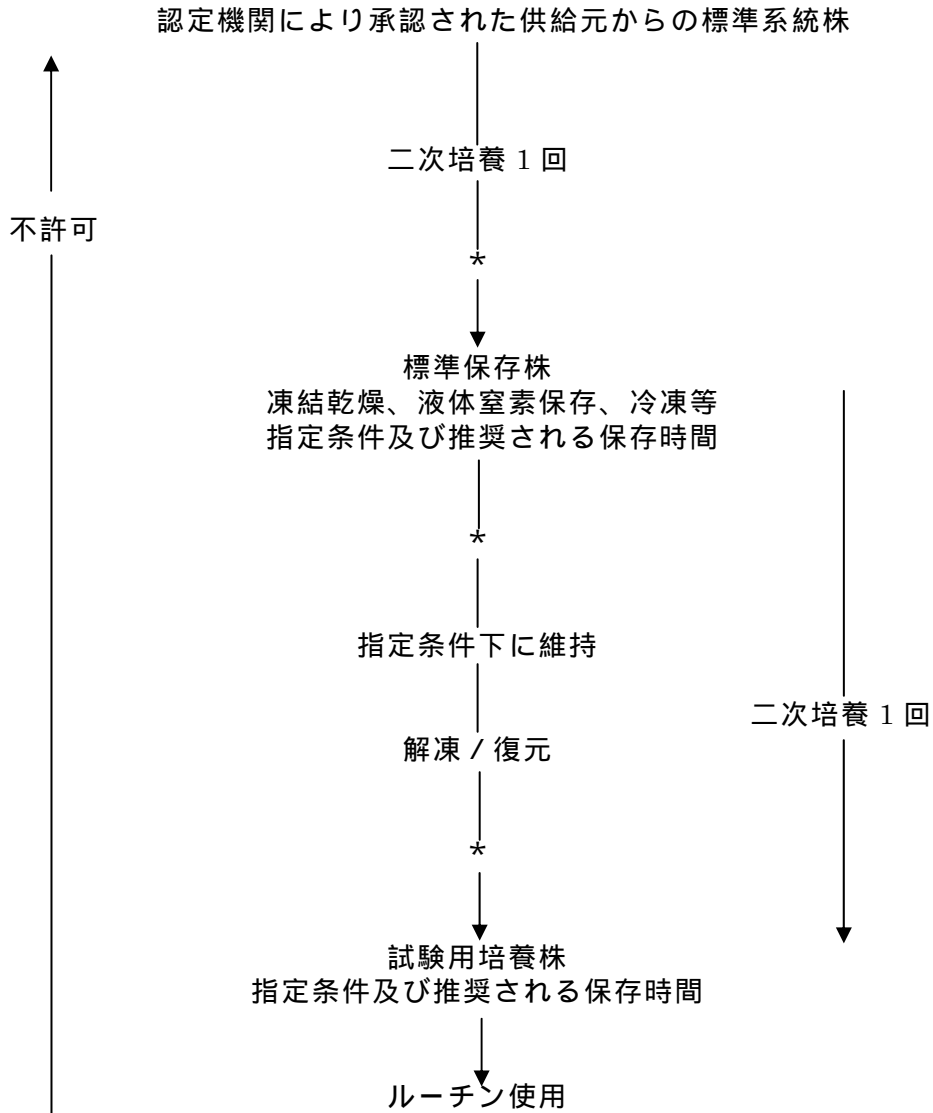 認定機関により承認された供給元からの標準系統株
二次培養 1 回
不許可
*
標準保存株
凍結乾燥、液体窒素保存、冷凍等
指定条件及び推奨される保存時間
*
指定条件下に維持
二次培養 1 回
解凍 / 復元
*
試験用培養株
指定条件及び推奨される保存時間
ルーチン使用